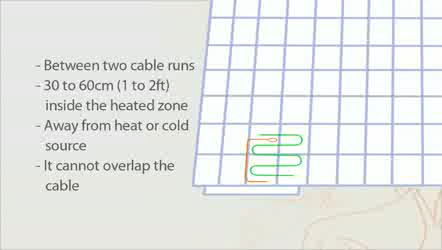 - Between two cable runs
- 30 to 60cm (1 to 2ft)
inside the heated zone
- Away from heat or cold
source
- It cannot overlap the
cable